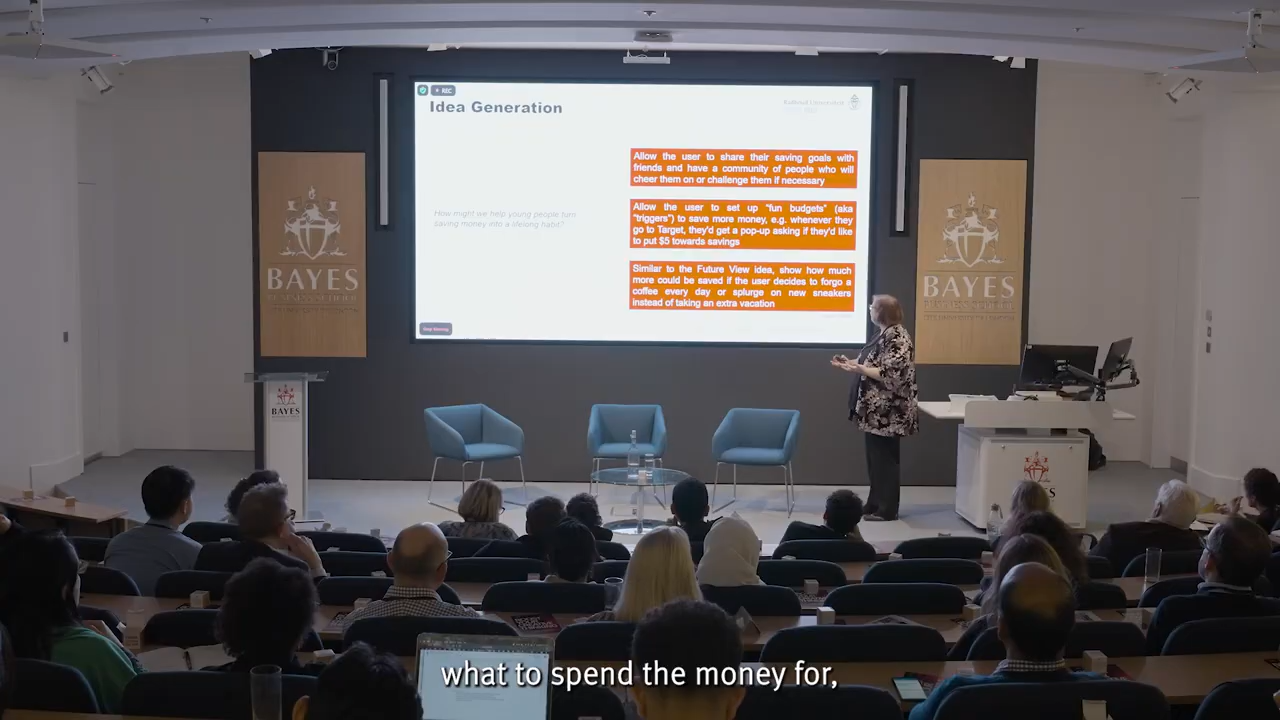 REC
Idea Generation
Allow the user to share their saving goals with
friends and have a community of people who will
cheer them on or challenge them if necessary
How might we help young people turn
saving money into a lifelong habit?
Allow the user to set up "fun budgets" (aka
"triggers") to save more money, e.g. whenever they
go to Target, they'd get a pop-up asking if they'd like
to put $5 towards savings
Similar to the Future View idea, show how much
more could be saved if the user decides to forgo a
coffee every day or splurge on new sneakers
instead of taking an extra vacation
BAYES
BUSINESS SCHOOL
BAYES
BUSINESS SCHOOL
BAYES
what to spend the money for,